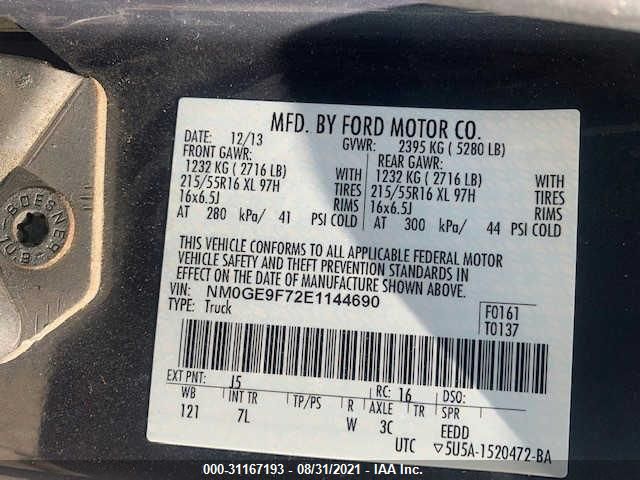 MFD. BY FORD MOTOR CO.
DATE: 12/13 GVWR: 2395 KG ( 5280 LB)
FRONT GAWR: REAR GAWR:
1232 KG ( 2716 LB) WITH 1232 KG ( 2716 LB) WITH
215/55R16 XL 97H TIRES 215/55R16 XL 97H TIRES
16x6.5J RIMS 16x6.5J RIMS
AT 280 kPa/ 41 PSI COLD AT 300 kPa/ 44 PSI COLD
THIS VEHICLE CONFORMS TO ALL APPLICABLE FEDERAL MOTOR
VEHICLE SAFETY AND THEFT PREVENTION STANDARDS IN
EFFECT ON THE DATE OF MANUFACTURE SHOWN ABOVE.
VIN: NM0GE9F72E1144690 F0161
TYPE: Truck T0137
EXT PNT: J5 RC: 16 DSO:
WB INT TR TP/PS R AXLE TR SPR
121 7L W 3C EEDD
UTC ▽5U5A-1520472-BA
BOESNER
000-31167193 - 08/31/2021 - IAA Inc.